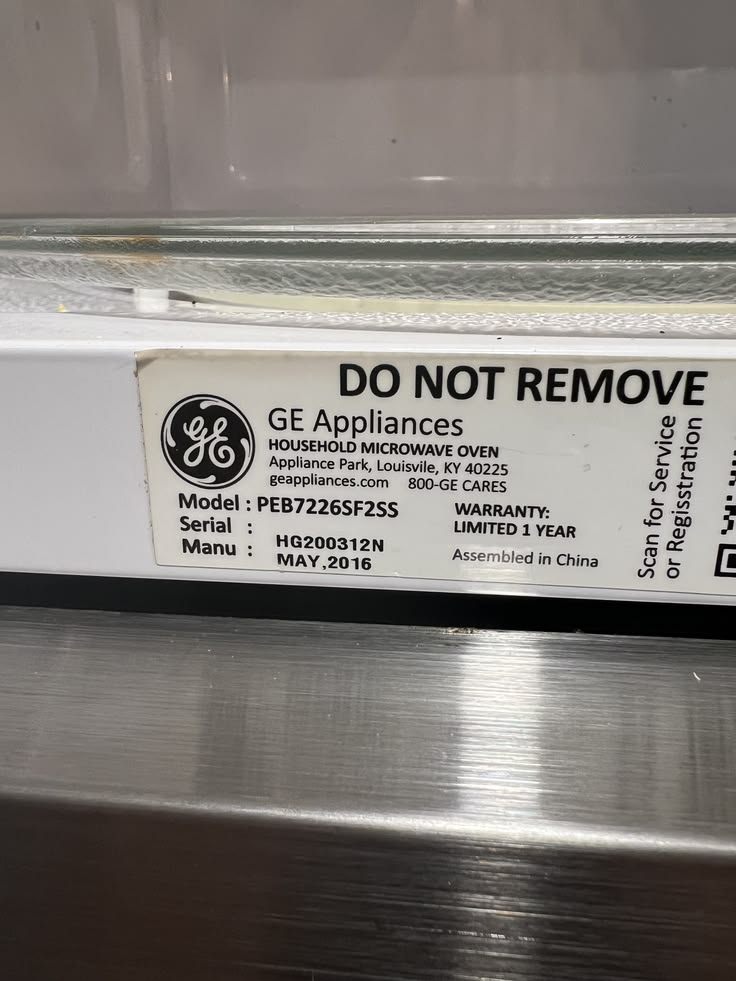 DO NOT REMOVE
GE
GE Appliances
HOUSEHOLD MICROWAVE OVEN
Appliance Park, Louisvile, KY 40225
geappliances.com 800-GE CARES
Model : PEB7226SF2SS
Serial :
HG200312N
Manu :
MAY,2016
WARRANTY:
LIMITED 1 YEAR
Assembled in China
Scan for Service
or Regisstration